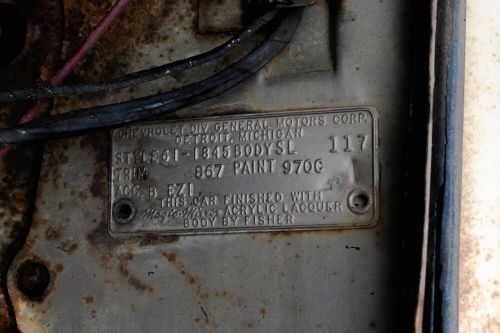 CHEVROLET DIV. GENERAL MOTORS CORP.
DETROIT, MICHIGAN
STYLE 61-1845 BODY SL 117
TRIM 867 PAINT 970G
ACC. B EZ1
THIS CAR FINISHED WITH
Magic-Mirror ACRYLIC LACQUER
BODY BY FISHER